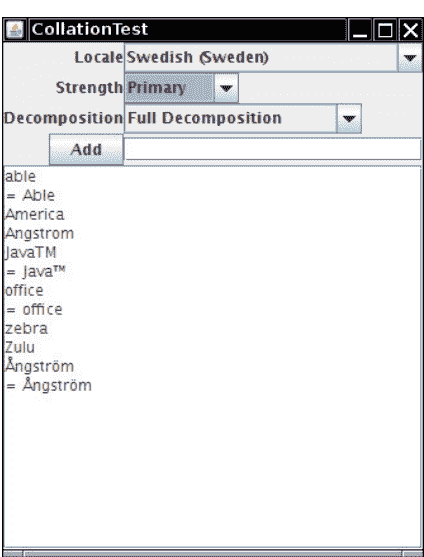 CollationTest
Locale Swedish (Sweden)
Strength Primary
Decomposition Full Decomposition
Add
able
= Able
America
Angstrom
JavaTM
= Java™
office
= office
zebra
Zulu
Ångström
= Ångström